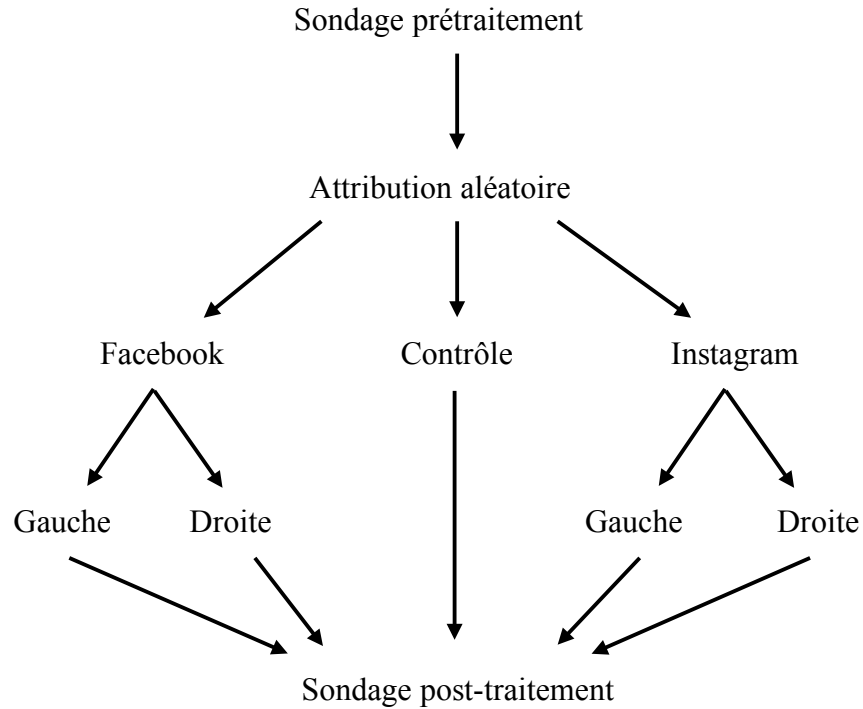 Sondage prétraitement
Attribution aléatoire
Facebook Contrôle Instagram
Gauche Droite Gauche Droite
Sondage post-traitement